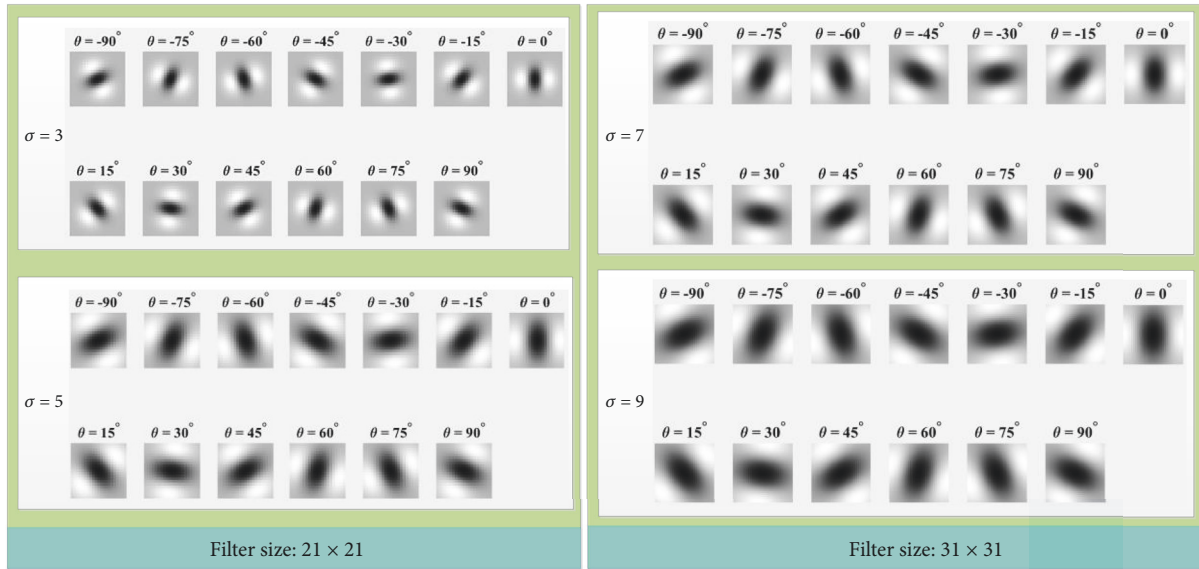 θ = -90° θ = -75° θ = -60° θ = -45° θ = -30° θ = -15° θ = 0°
σ = 3
θ = 15° θ = 30° θ = 45° θ = 60° θ = 75° θ = 90°
θ = -90° θ = -75° θ = -60° θ = -45° θ = -30° θ = -15° θ = 0°
σ = 5
θ = 15° θ = 30° θ = 45° θ = 60° θ = 75° θ = 90°
Filter size: 21 × 21
θ = -90° θ = -75° θ = -60° θ = -45° θ = -30° θ = -15° θ = 0°
σ = 7
θ = 15° θ = 30° θ = 45° θ = 60° θ = 75° θ = 90°
θ = -90° θ = -75° θ = -60° θ = -45° θ = -30° θ = -15° θ = 0°
σ = 9
θ = 15° θ = 30° θ = 45° θ = 60° θ = 75° θ = 90°
Filter size: 31 × 31